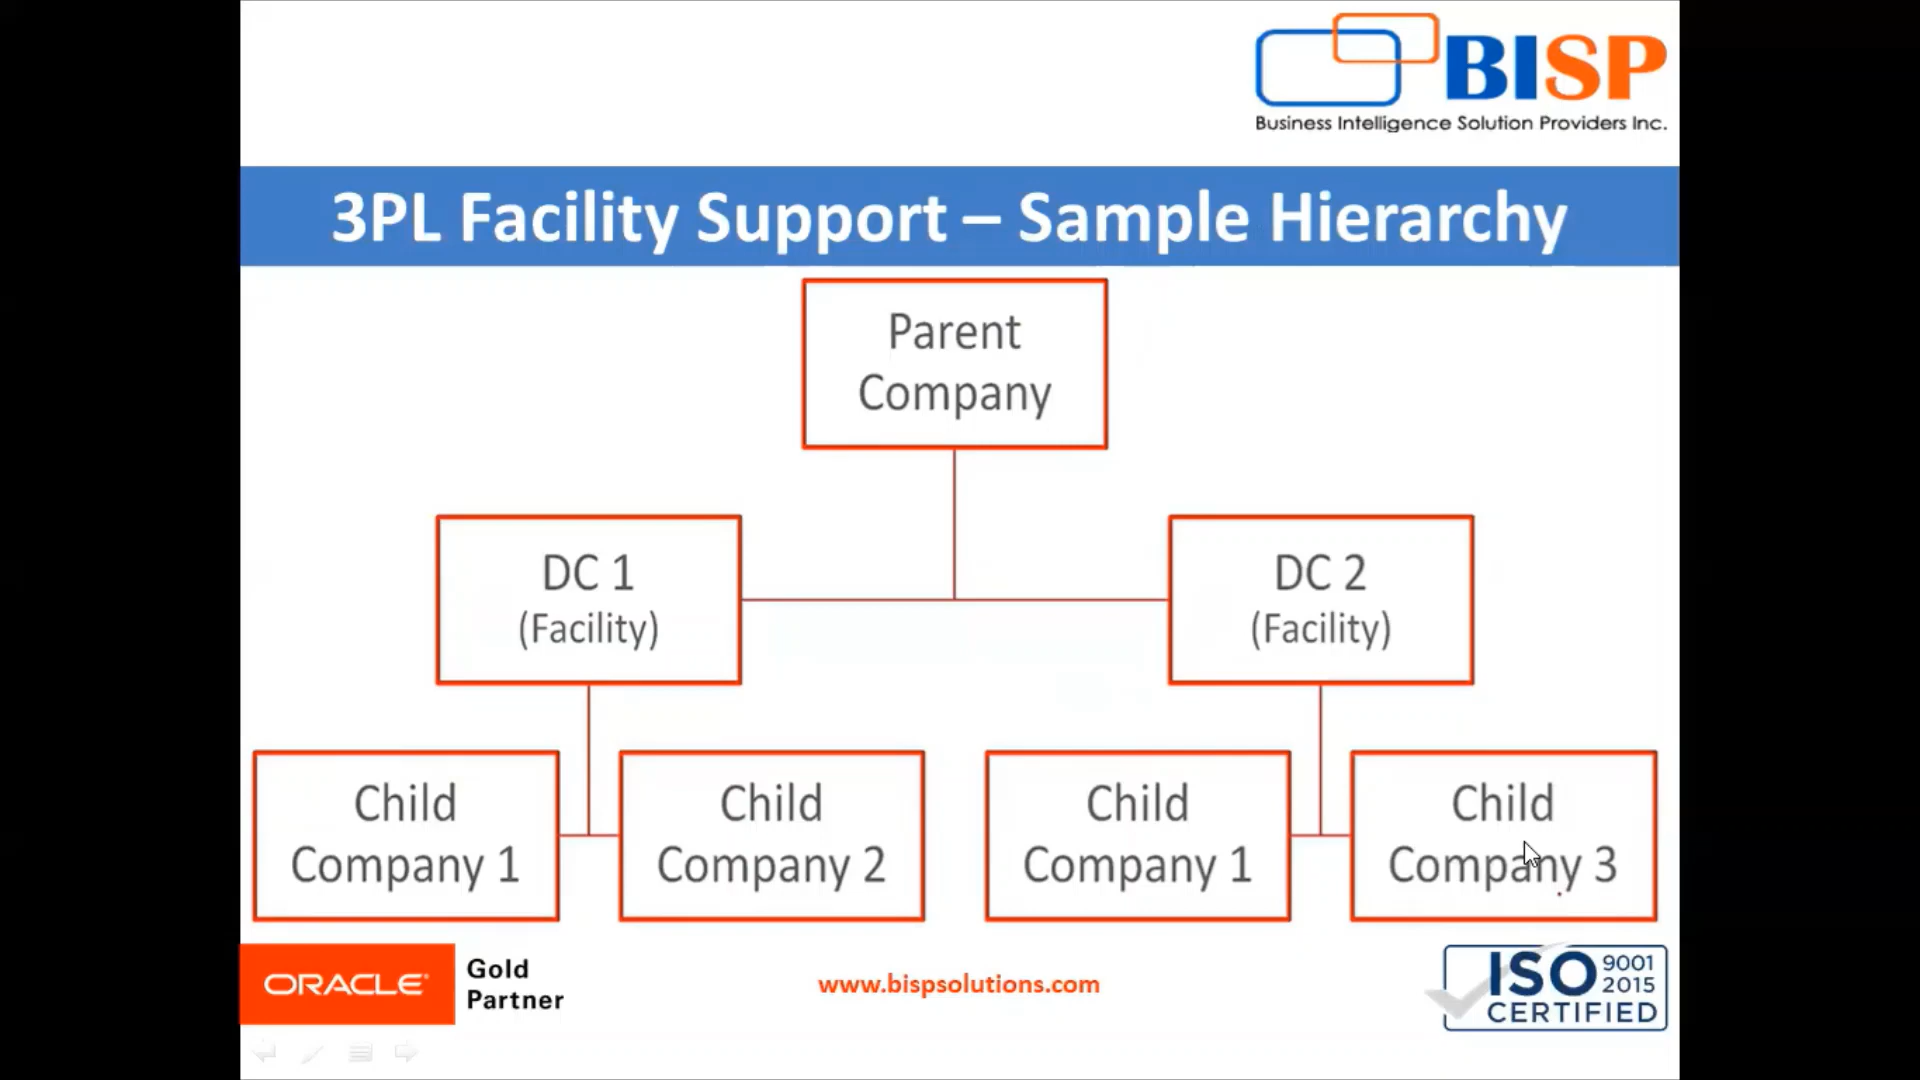 BISP
Business Intelligence Solution Providers Inc.
3PL Facility Support – Sample Hierarchy
Parent
Company
DC 1
(Facility)
DC 2
(Facility)
Child
Company 1
Child
Company 2
Child
Company 1
Child
Company 3
ORACLE
Gold
Partner
www.bispsolutions.com
ISO 9001
2015
CERTIFIED